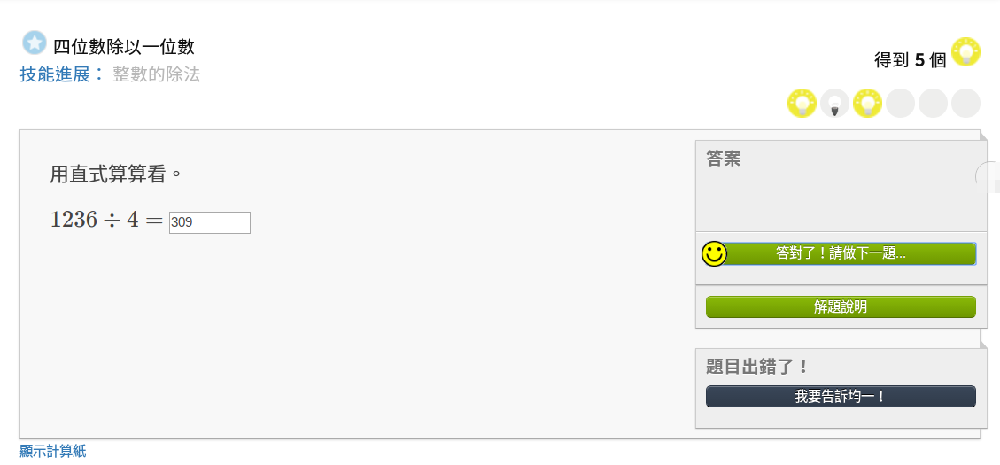 四位數除以一位數
技能進展： 整數的除法
得到 5 個
用直式算算看。
1236 ÷ 4 = 309
答案
答對了！請做下一題...
解題說明
題目出錯了！
我要告訴均一！
顯示計算紙